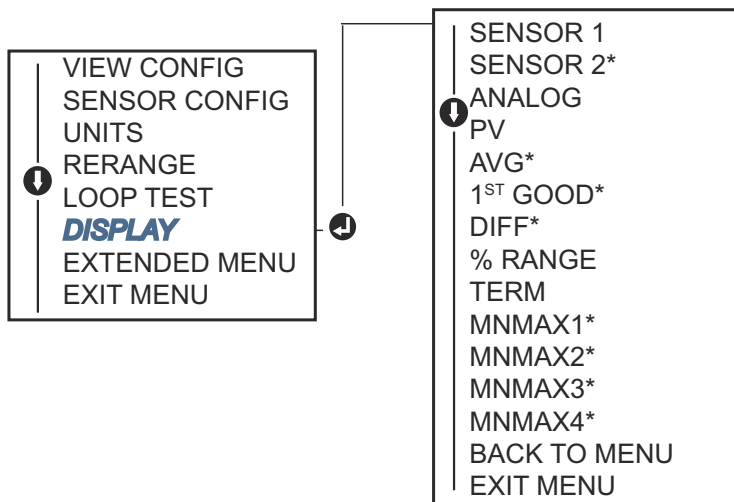 VIEW CONFIG
SENSOR CONFIG
UNITS
RERANGE
LOOP TEST
DISPLAY
EXTENDED MENU
EXIT MENU
SENSOR 1
SENSOR 2*
ANALOG
PV
AVG*
1ST GOOD*
DIFF*
% RANGE
TERM
MNMAX1*
MNMAX2*
MNMAX3*
MNMAX4*
BACK TO MENU
EXIT MENU